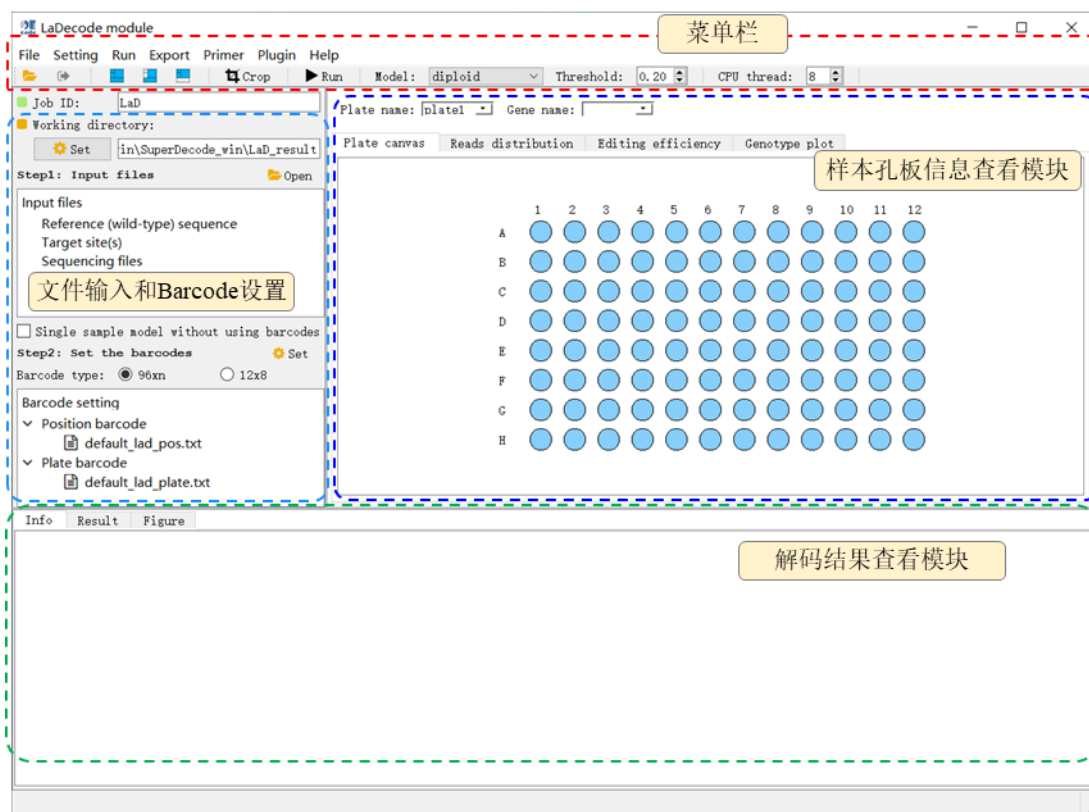 LaDecode module
菜单栏
File Setting Run Export Primer Plugin Help
Crop Run Model: diploid Threshold: 0.20 CPU thread: 8
Job ID: LaD
Working directory:
Set in\SuperDecode_win\LaD_result
Step1: Input files Open
Input files
Reference (wild-type) sequence
Target site(s)
Sequencing files
文件输入和Barcode设置
Single sample model without using barcodes
Step2: Set the barcodes Set
Barcode type: 96xn 12x8
Barcode setting
Position barcode
default_lad_pos.txt
Plate barcode
default_lad_plate.txt
Plate name: plate1 Gene name:
Plate canvas Reads distribution Editing efficiency Genotype plot
样本孔板信息查看模块
1 2 3 4 5 6 7 8 9 10 11 12
A
B
C
D
E
F
G
H
Info Result Figure
解码结果查看模块